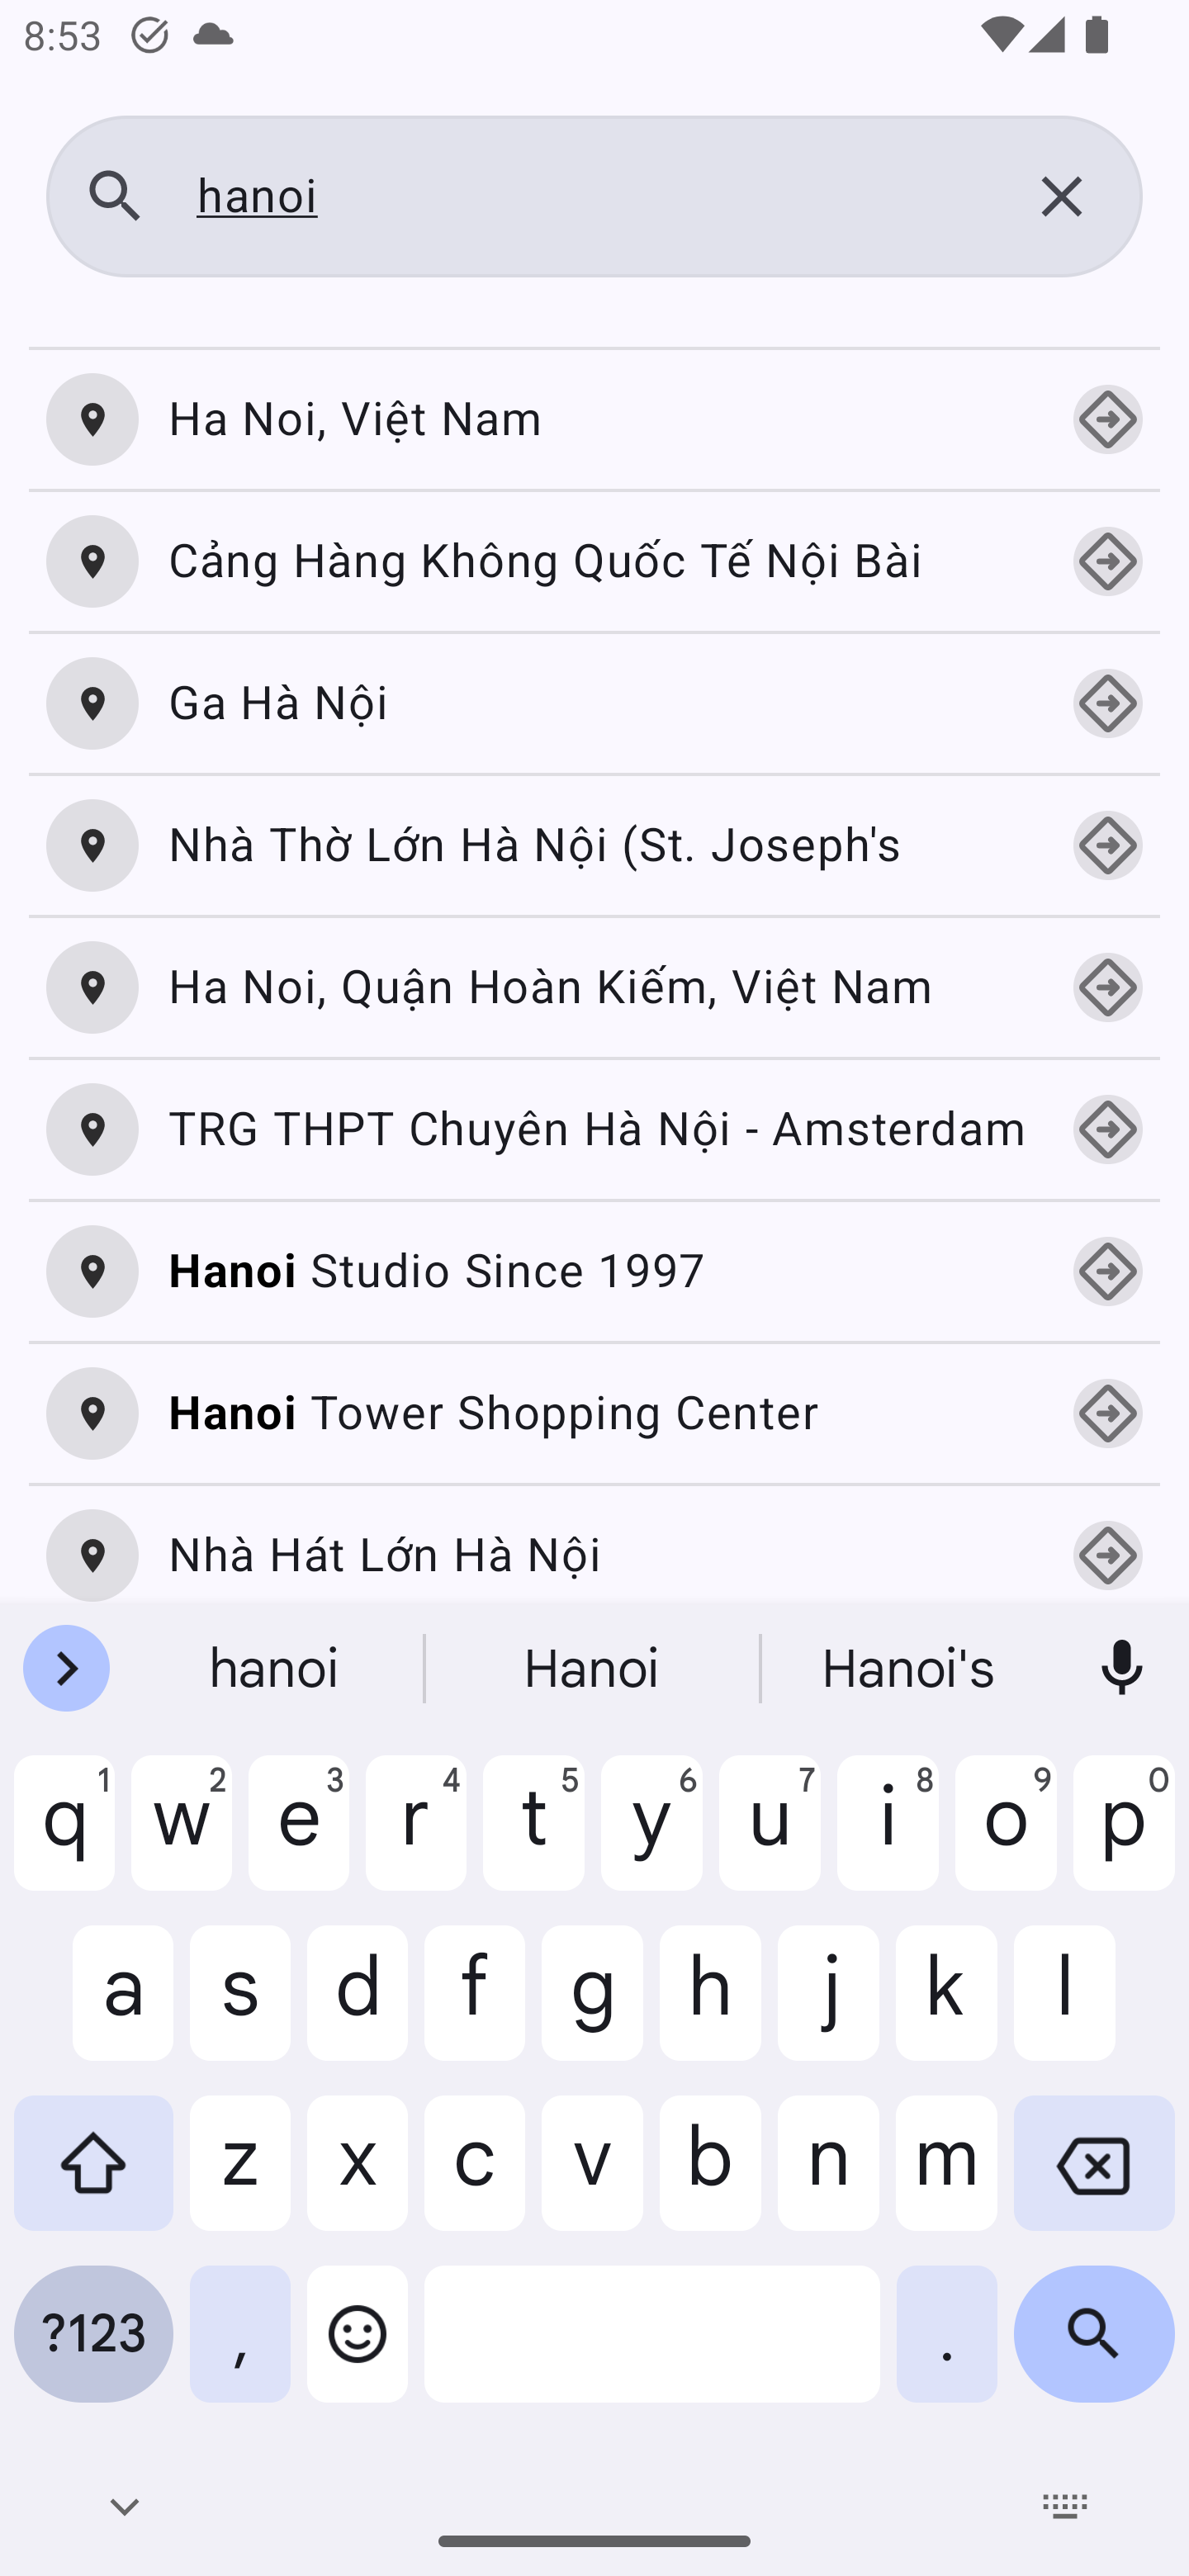 8:53
hanoi
Ha Noi, Việt Nam
Cảng Hàng Không Quốc Tế Nội Bài
Ga Hà Nội
Nhà Thờ Lớn Hà Nội (St. Joseph's
Ha Noi, Quận Hoàn Kiếm, Việt Nam
TRG THPT Chuyên Hà Nội - Amsterdam
Hanoi Studio Since 1997
Hanoi Tower Shopping Center
Nhà Hát Lớn Hà Nội
hanoi Hanoi Hanoi's
q1 w2 e3 r4 t5 y6 u7 i8 o9 p0
a s d f g h j k l
z x c v b n m
?123 , .